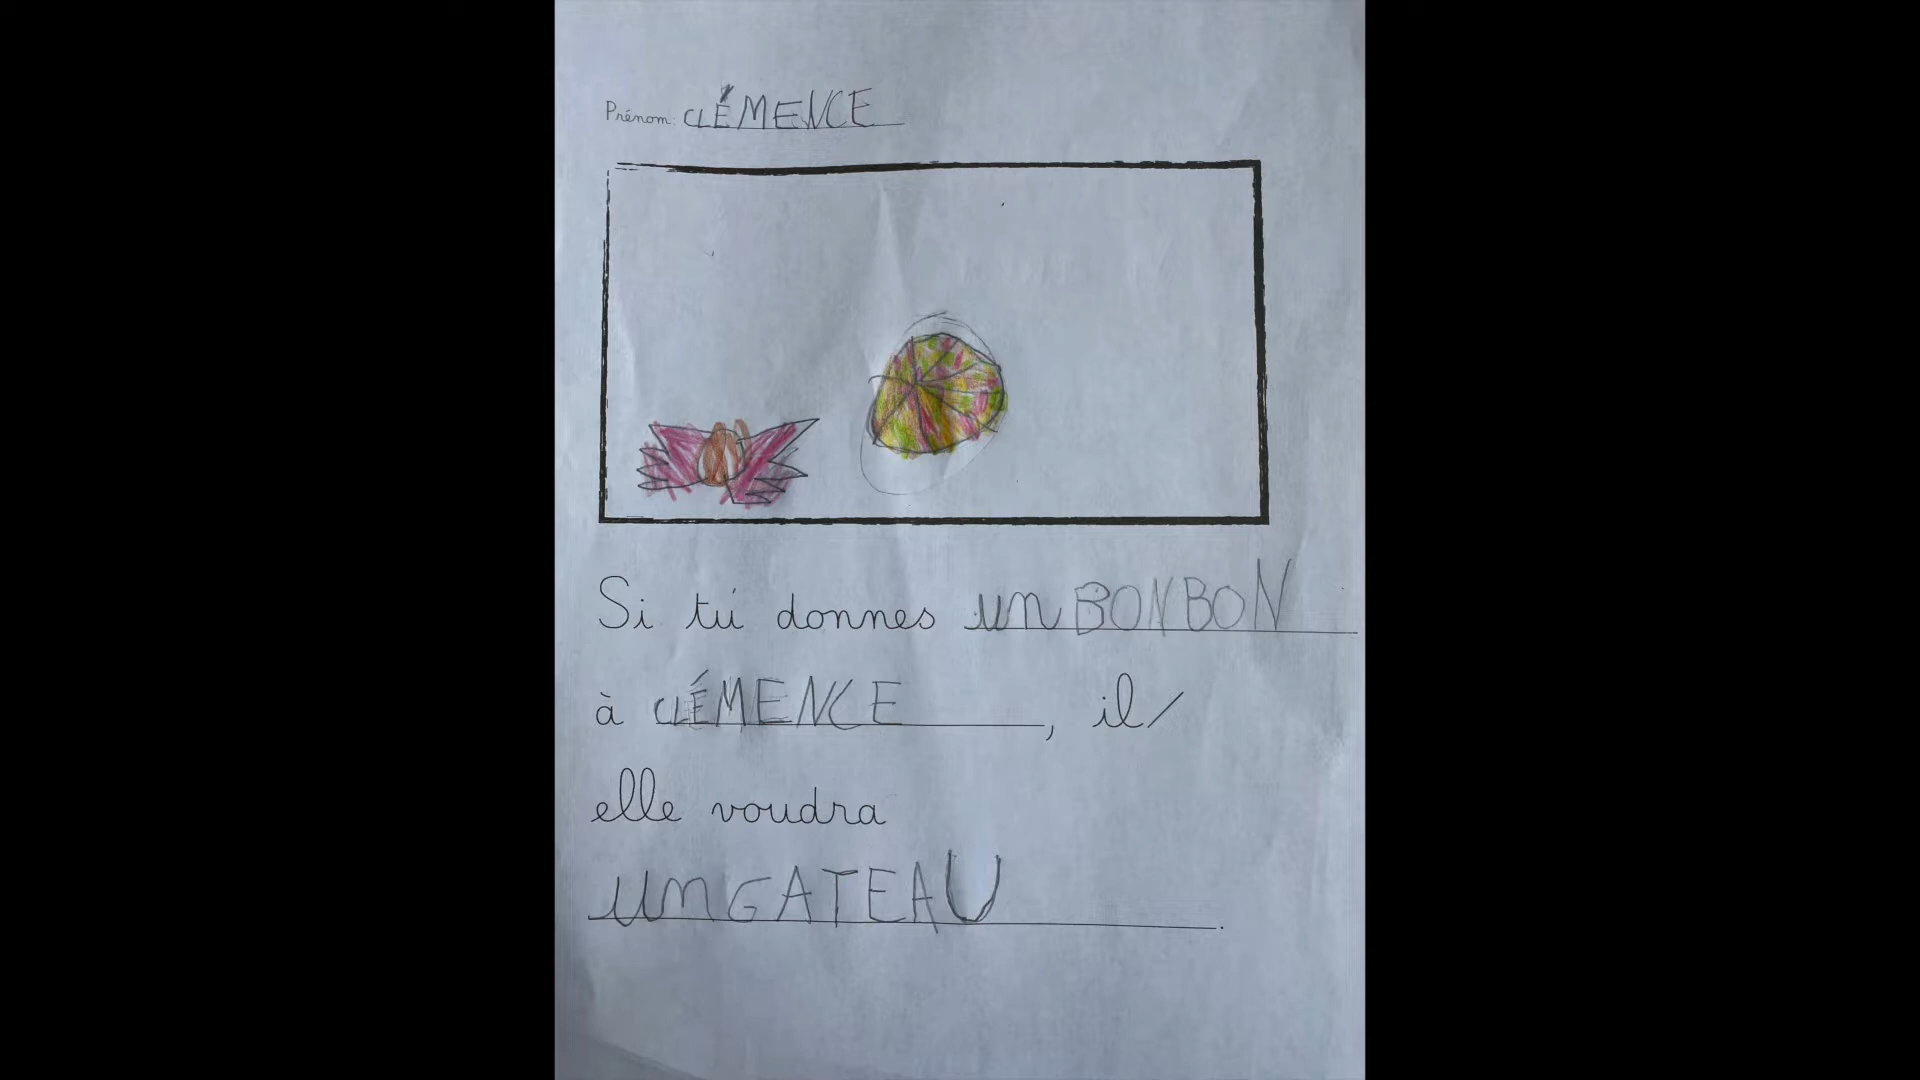 Prénom: CLÉMENCE
Si tu donnes un BONBON
à CLÉMENCE, il/
elle voudra
un GATEAU.